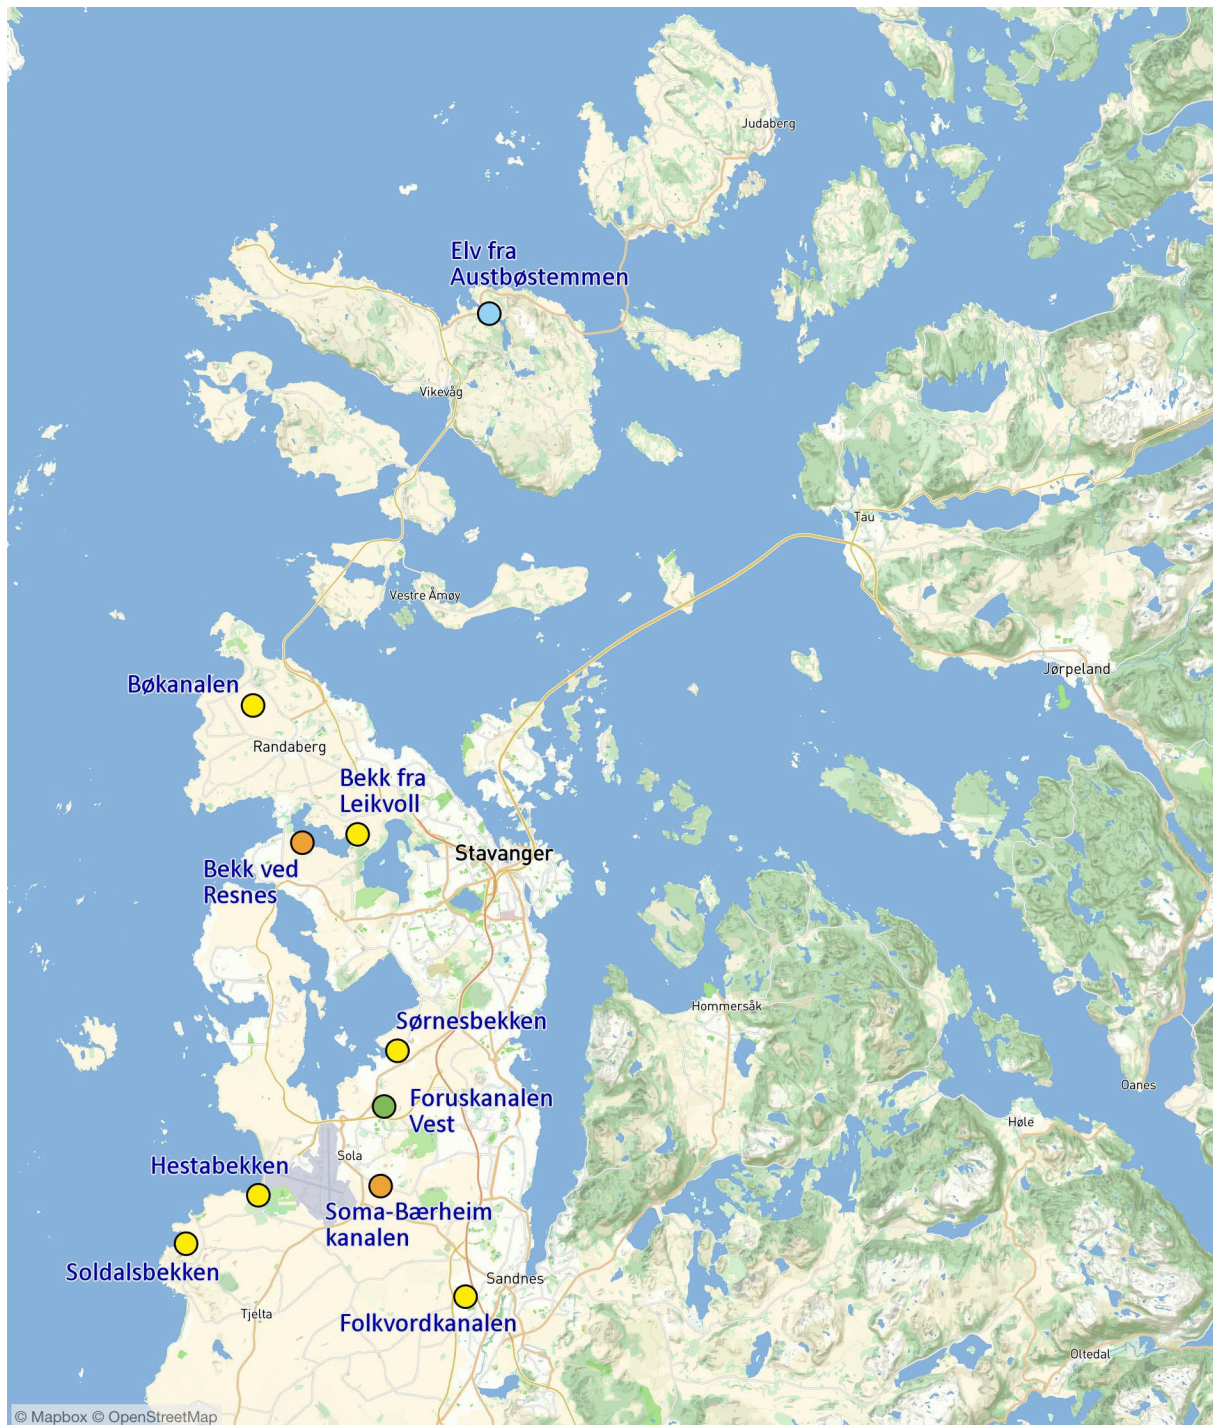 Judaberg
Elv fra
Austbøstemmen
Vikevåg
Tau
Vestre Åmøy
Jørpeland
Bøkanalen
Randaberg
Bekk fra
Leikvoll
Stavanger
Bekk ved
Resnes
Hommersåk
Sørnesbekken
Oanes
Foruskanalen
Vest
Høle
Sola
Hestabekken
Soma-Bærheim
kanalen
Soldalsbekken
Sandnes
Tjelta
Folkvordkanalen
Oltedal
© Mapbox © OpenStreetMap